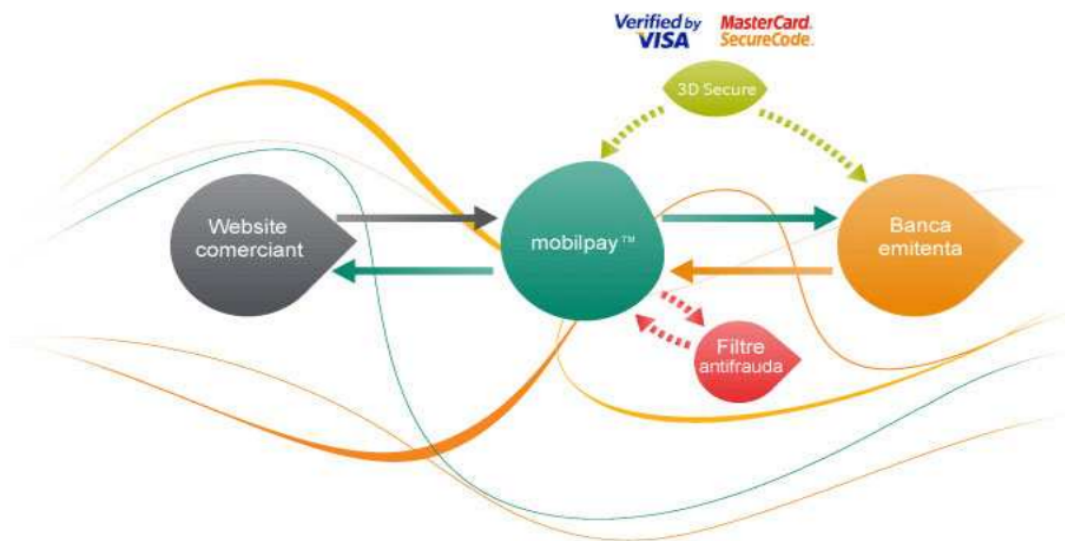 Verified by
VISA
MasterCard.
SecureCode.
3D Secure
Website
comerciant
mobilpay™
Banca
emitenta
Filtre
antifrauda